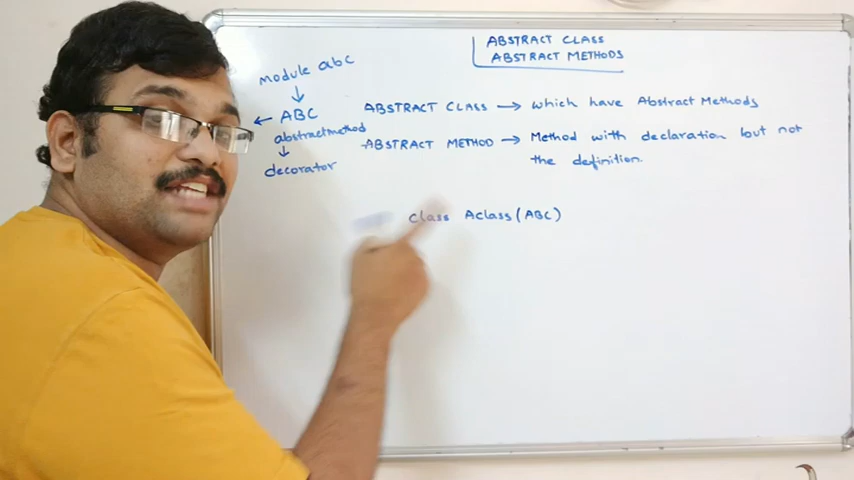 ABSTRACT CLASS
ABSTRACT METHODS
module abc
ABC
abstractmethod
decorator
ABSTRACT CLASS → which have Abstract Methods
ABSTRACT METHOD → Method with declaration but not
the definition.
class Aclass(ABC)